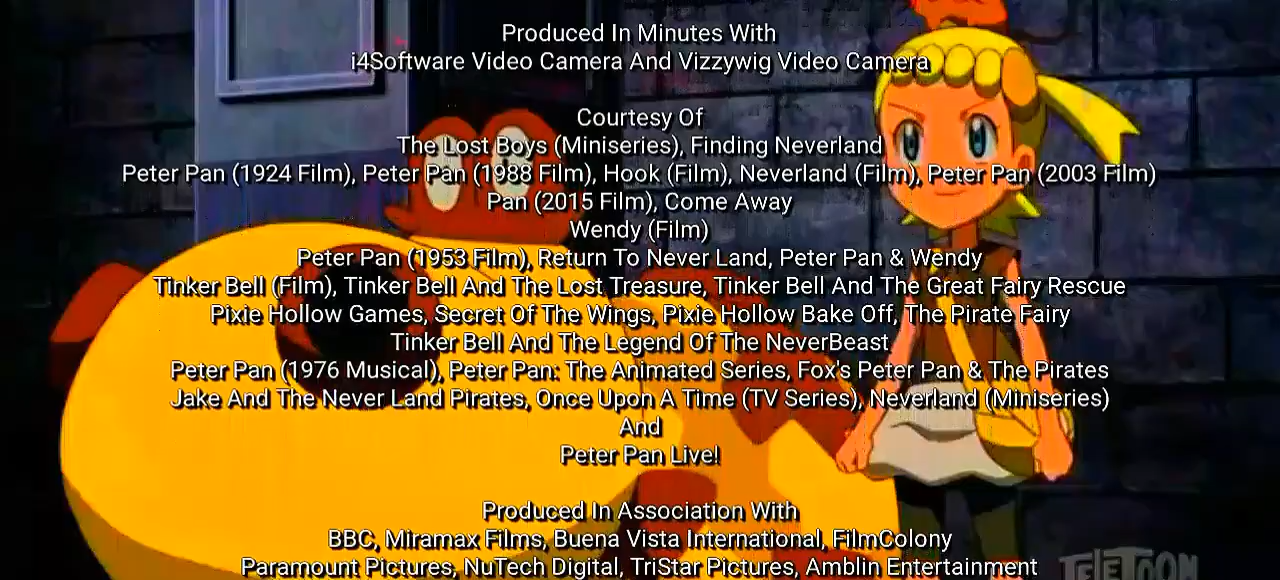 Produced In Minutes With
i4Software Video Camera And Vizzywig Video Camera
Courtesy Of
The Lost Boys (Miniseries), Finding Neverland
Peter Pan (1924 Film), Peter Pan (1988 Film), Hook (Film), Neverland (Film), Peter Pan (2003 Film)
Pan (2015 Film), Come Away
Wendy (Film)
Peter Pan (1953 Film), Return To Never Land, Peter Pan & Wendy
Tinker Bell (Film), Tinker Bell And The Lost Treasure, Tinker Bell And The Great Fairy Rescue
Pixie Hollow Games, Secret Of The Wings, Pixie Hollow Bake Off, The Pirate Fairy
Tinker Bell And The Legend Of The NeverBeast
Peter Pan (1976 Musical), Peter Pan: The Animated Series, Fox's Peter Pan & The Pirates
Jake And The Never Land Pirates, Once Upon A Time (TV Series), Neverland (Miniseries)
And
Peter Pan Live!
Produced In Association With
BBC, Miramax Films, Buena Vista International, FilmColony
Paramount Pictures, NuTech Digital, TriStar Pictures, Amblin Entertainment
TELETOON